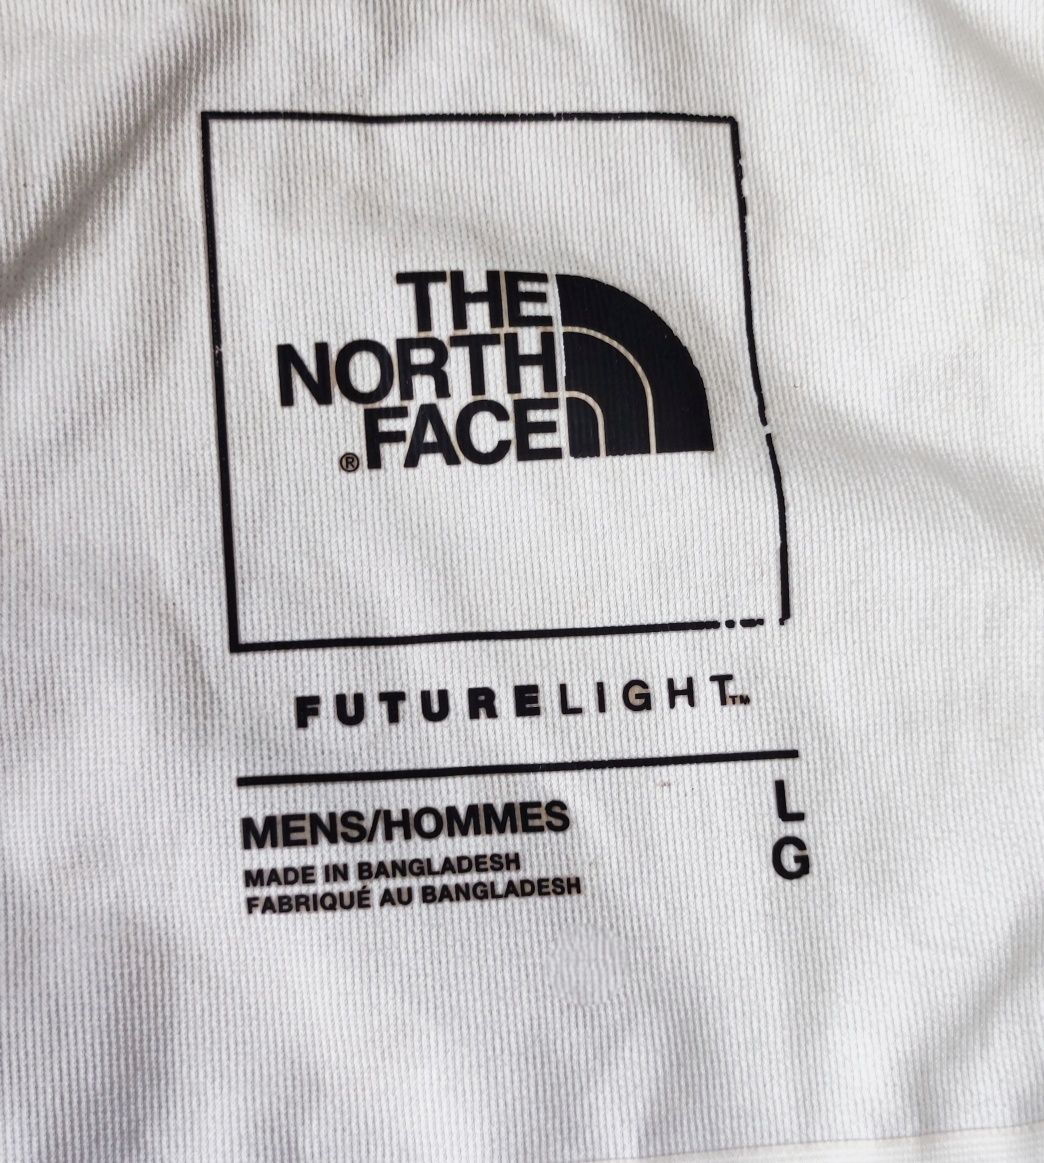 THE
NORTH
®FACE
FUTURELIGHT™
MENS/HOMMES
L
G
MADE IN BANGLADESH
FABRIQUÉ AU BANGLADESH